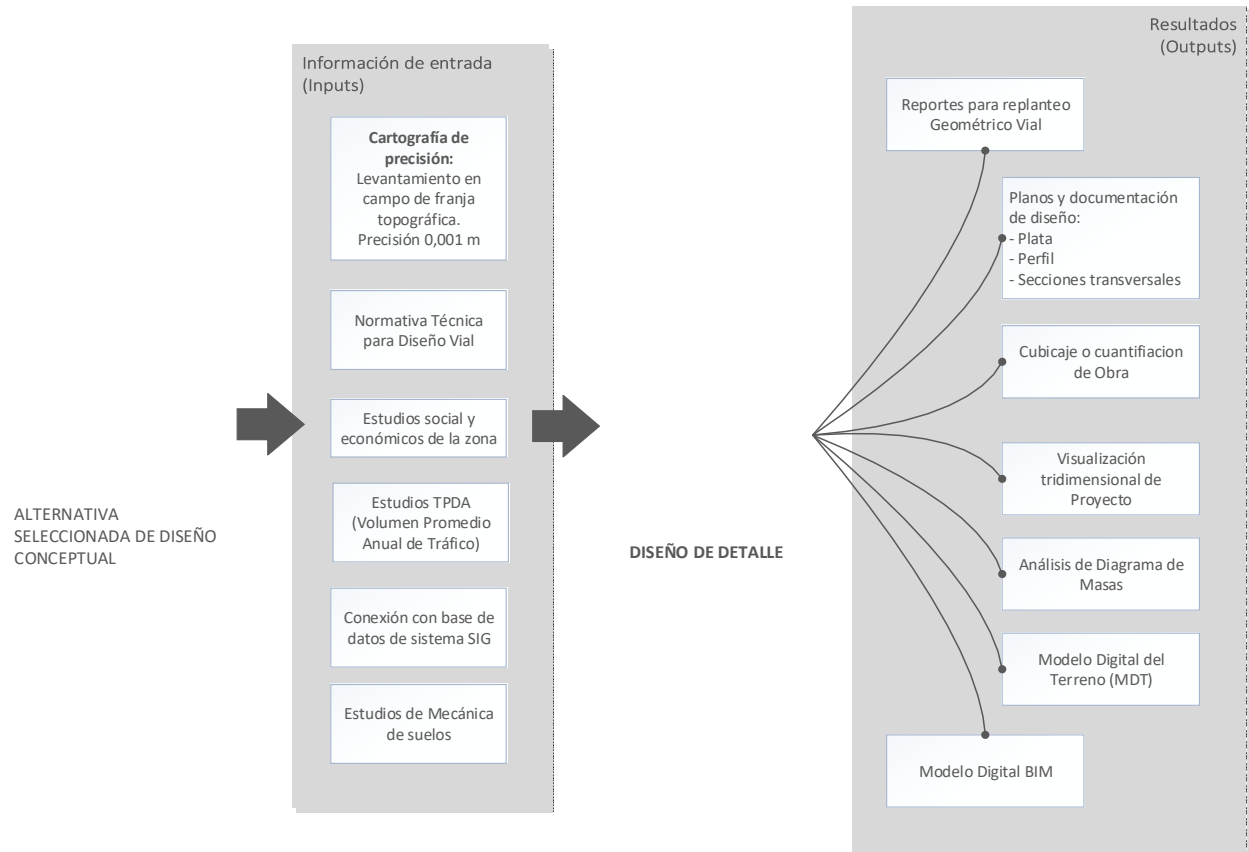 ALTERNATIVA
SELECCIONADA DE DISEÑO
CONCEPTUAL
Información de entrada
(Inputs)
Cartografía de
precisión:
Levantamiento en
campo de franja
topográfica.
Precisión 0,001 m
Normativa Técnica
para Diseño Vial
Estudios social y
económicos de la zona
Estudios TPDA
(Volumen Promedio
Anual de Tráfico)
Conexión con base de
datos de sistema SIG
Estudios de Mecánica
de suelos
DISEÑO DE DETALLE
Resultados
(Outputs)
Reportes para replanteo
Geométrico Vial
Planos y documentación
de diseño:
- Plata
- Perfil
- Secciones transversales
Cubicaje o cuantifiacion
de Obra
Visualización
tridimensional de
Proyecto
Análisis de Diagrama de
Masas
Modelo Digital del
Terreno (MDT)
Modelo Digital BIM